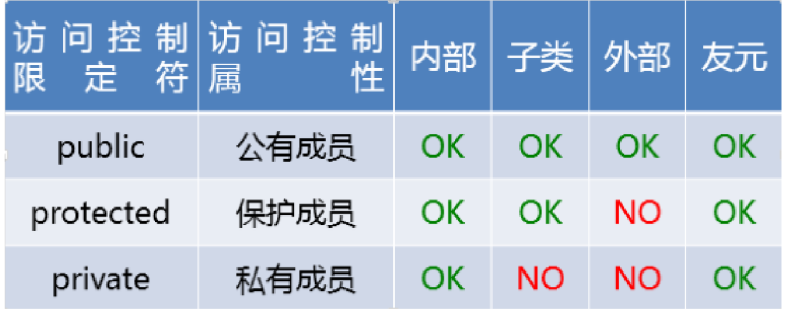 访问控制限定符 访问控制属性 内部 子类 外部 友元
public 公有成员 OK OK OK OK
protected 保护成员 OK OK NO OK
private 私有成员 OK NO NO OK